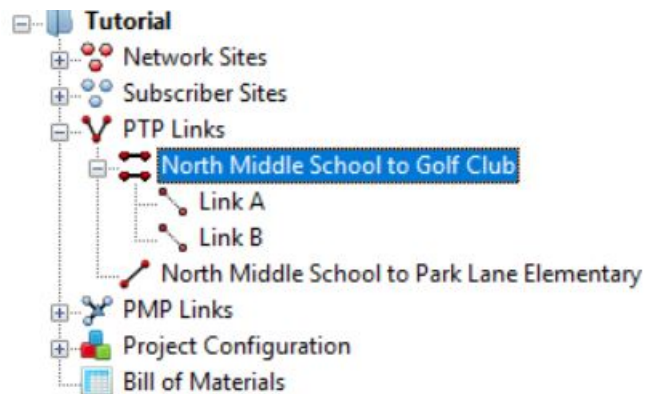 Tutorial
Network Sites
Subscriber Sites
PTP Links
North Middle School to Golf Club
Link A
Link B
North Middle School to Park Lane Elementary
PMP Links
Project Configuration
Bill of Materials